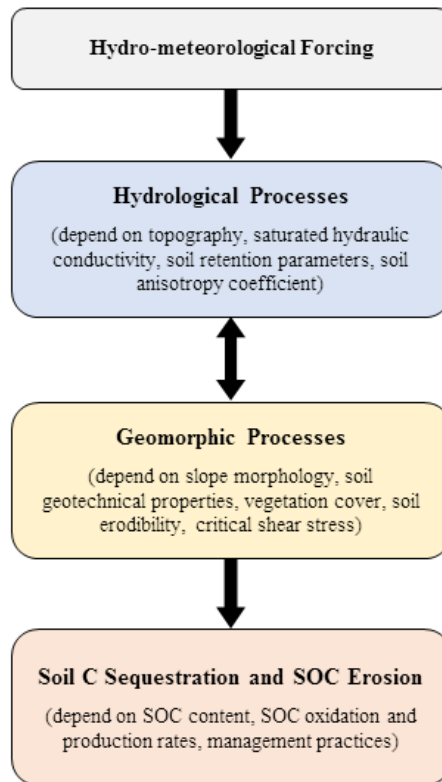 Hydro-meteorological Forcing
Hydrological Processes
(depend on topography, saturated hydraulic
conductivity, soil retention parameters, soil
anisotropy coefficient)
Geomorphic Processes
(depend on slope morphology, soil
geotechnical properties, vegetation cover, soil
erodibility, critical shear stress)
Soil C Sequestration and SOC Erosion
(depend on SOC content, SOC oxidation and
production rates, management practices)